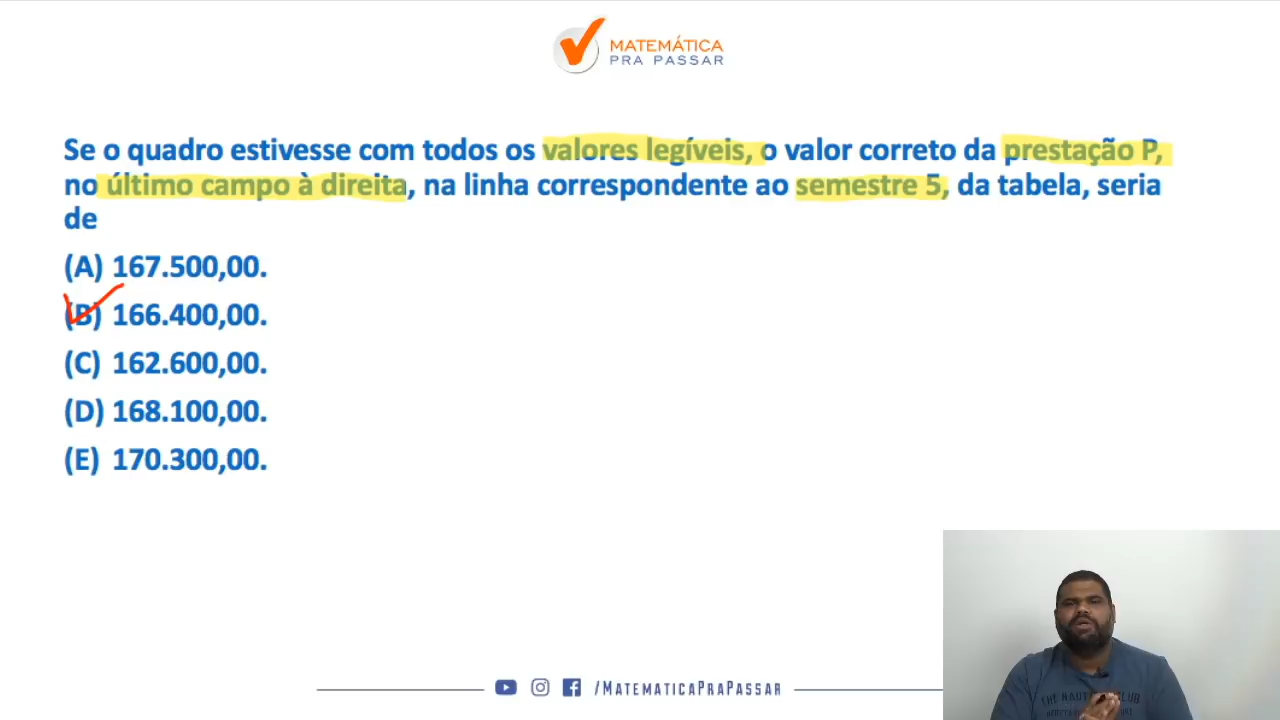 MATEMÁTICA
PRA PASSAR
Se o quadro estivesse com todos os valores legíveis, o valor correto da prestação P,
no último campo à direita, na linha correspondente ao semestre 5, da tabela, seria
de
(A) 167.500,00.
(B) 166.400,00.
(C) 162.600,00.
(D) 168.100,00.
(E) 170.300,00.
/MATEMATICAPRAPASSAR